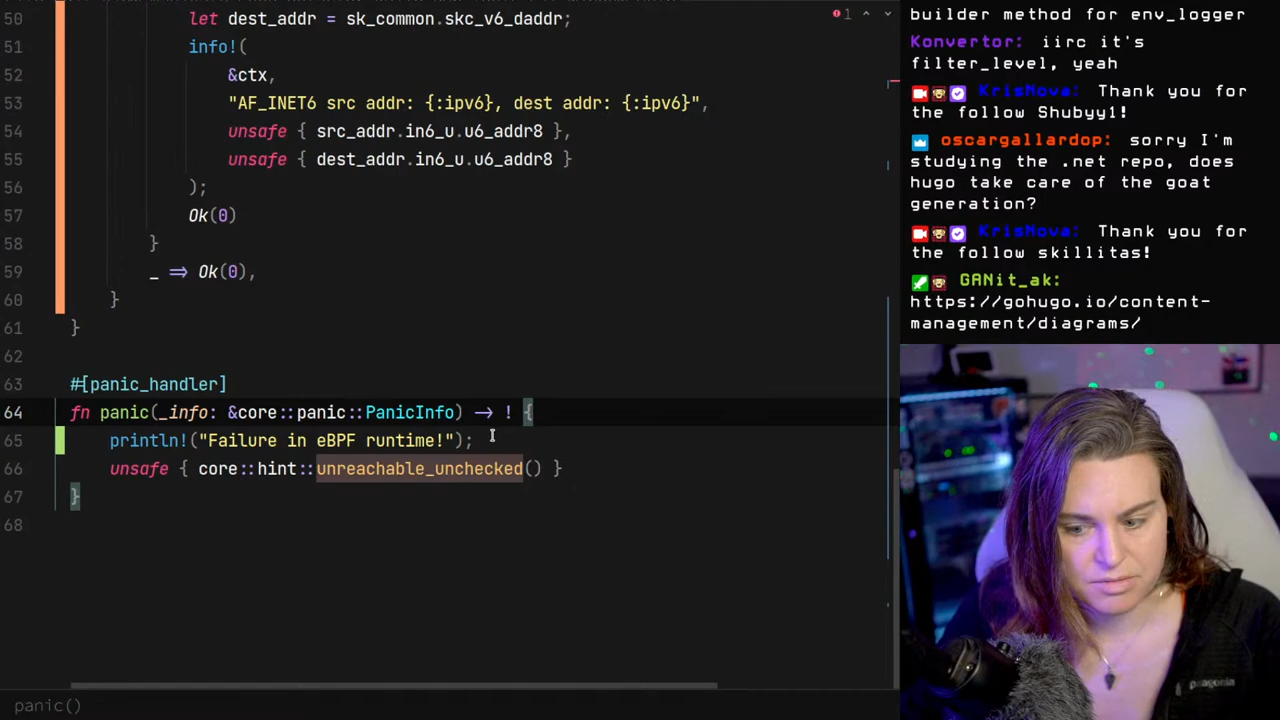 50 let dest_addr = sk_common.skc_v6_daddr;
51 info!(
52 &ctx,
53 "AF_INET6 src addr: {:ipv6}, dest addr: {:ipv6}",
54 unsafe { src_addr.in6_u.u6_addr8 },
55 unsafe { dest_addr.in6_u.u6_addr8 }
56 );
57 Ok(0)
58 }
59 _ => Ok(0),
60 }
61 }
62
63 #[panic_handler]
64 fn panic(_info: &core::panic::PanicInfo) -> ! {
65 println!("Failure in eBPF runtime!");
66 unsafe { core::hint::unreachable_unchecked() }
67 }
68
panic()
1
builder method for env_logger
Konvertor: iirc it's
filter_level, yeah
KrisNova: Thank you for
the follow Shubyy1!
oscargallardop: sorry I'm
studying the .net repo, does
hugo take care of the goat
generation?
KrisNova: Thank you for
the follow skillitas!
GANit_ak:
https://gohugo.io/content-
management/diagrams/
patagonia